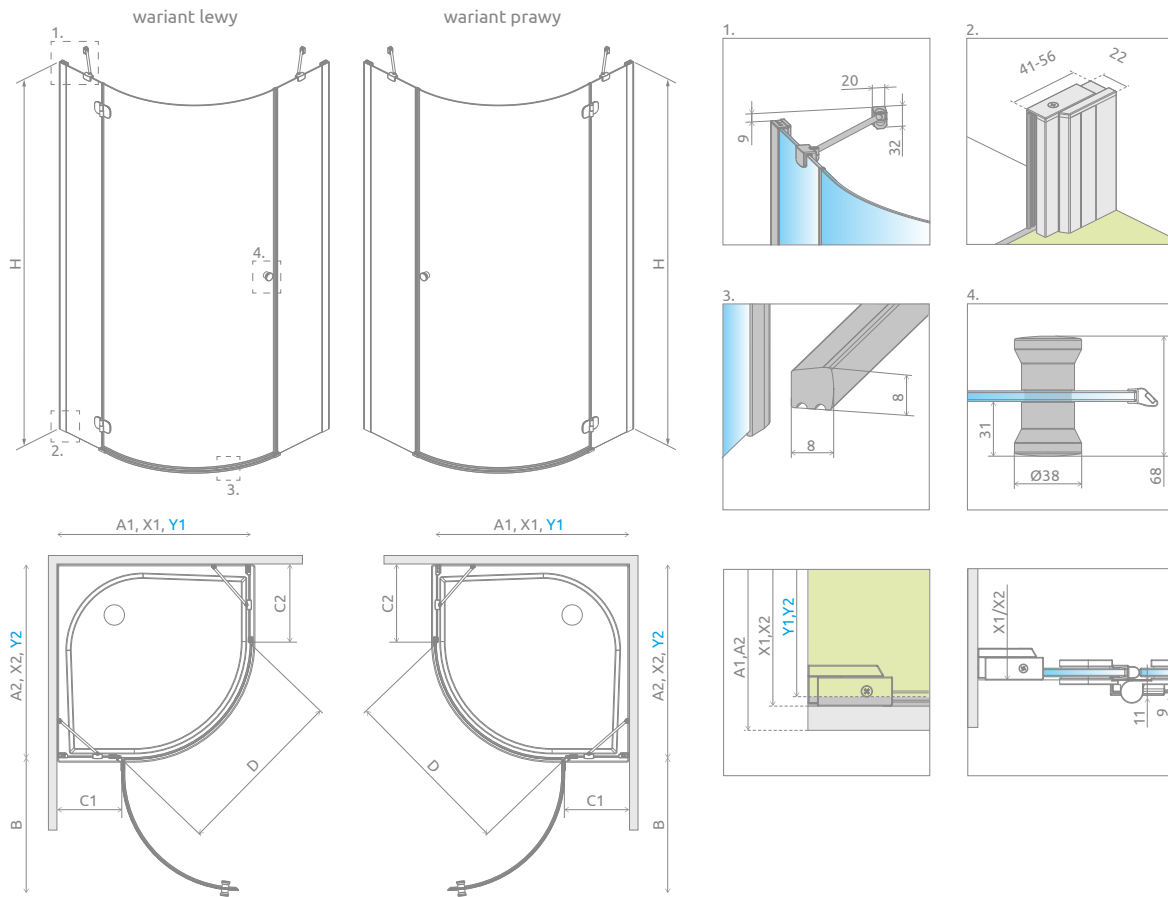 wariant lewy
wariant prawy
1.
H
4.
2.
3.
H
1.
20
9
32
2.
41-56
22
3.
8
8
4.
31
Ø38
68
A1, X1, Y1
A2, X2, Y2
C2
C1
D
B
A1, X1, Y1
A2, X2, Y2
C2
C1
D
B
A1,A2
X1,X2
Y1,Y2
X1/X2
11
9